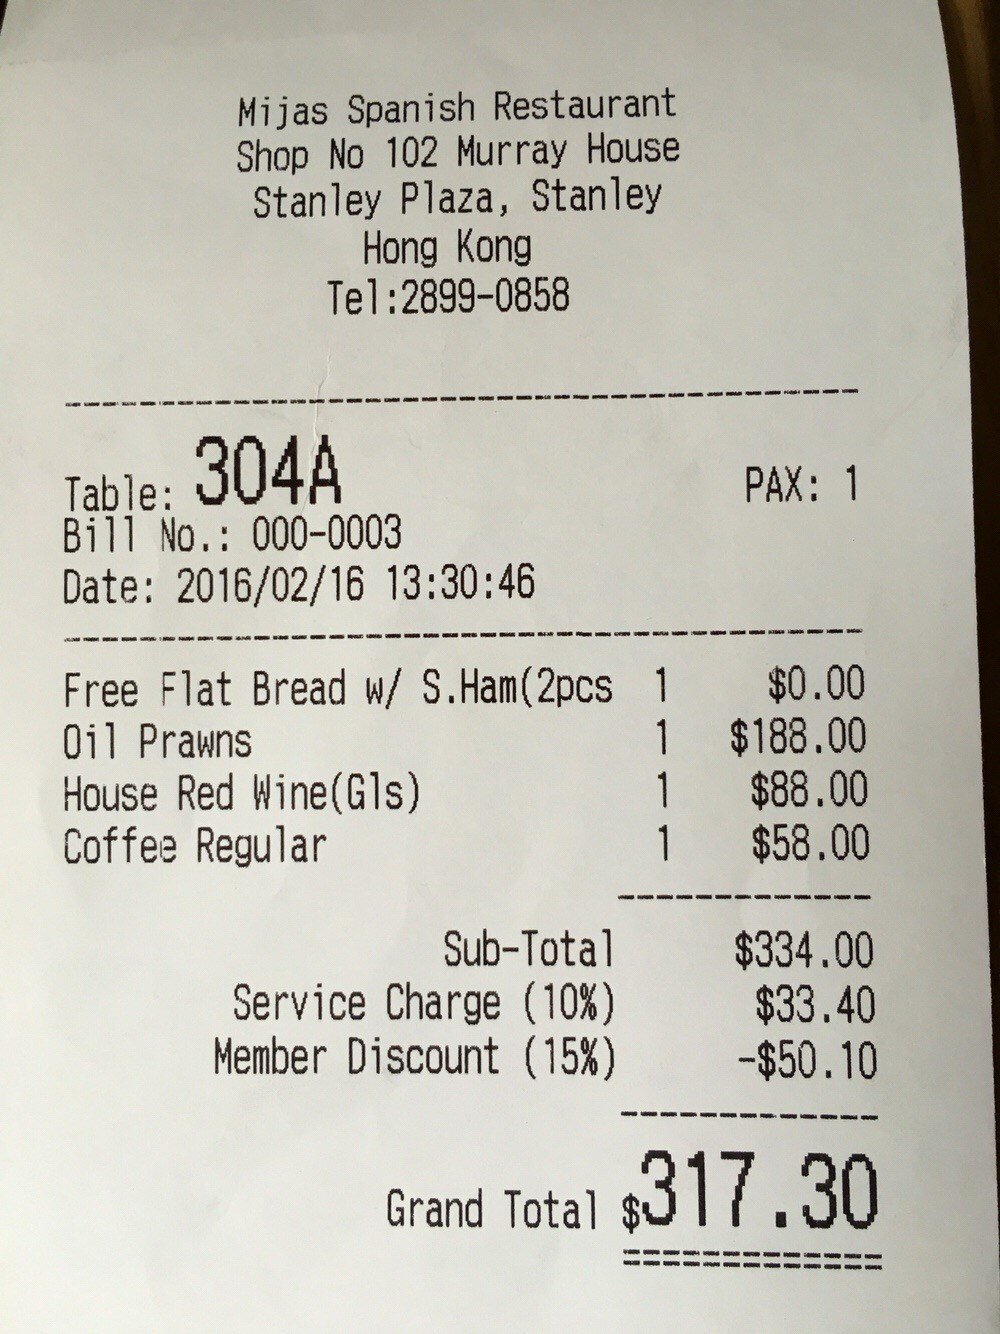 Mijas Spanish Restaurant
Shop No 102 Murray House
Stanley Plaza, Stanley
Hong Kong
Tel:2899-0858
Table: 304A PAX: 1
Bill No.: 000-0003
Date: 2016/02/16 13:30:46
Free Flat Bread w/ S.Ham(2pcs 1 $0.00
Oil Prawns 1 $188.00
House Red Wine(Gls) 1 $88.00
Coffee Regular 1 $58.00
Sub-Total $334.00
Service Charge (10%) $33.40
Member Discount (15%) -$50.10
Grand Total $317.30